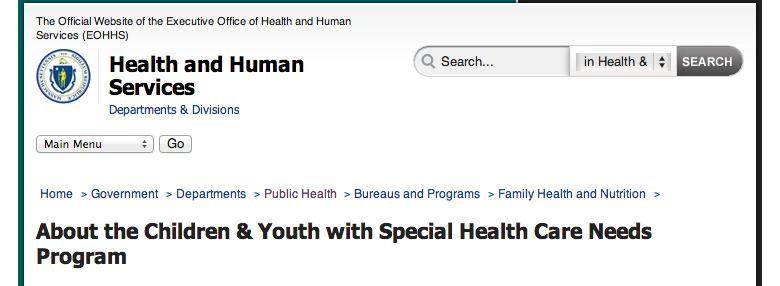 The Official Website of the Executive Office of Health and Human
Services (EOHHS)
Health and Human
Services
Departments & Divisions
Search...
in Health &
SEARCH
Main Menu
Go
Home > Government > Departments > Public Health > Bureaus and Programs > Family Health and Nutrition >
About the Children & Youth with Special Health Care Needs
Program